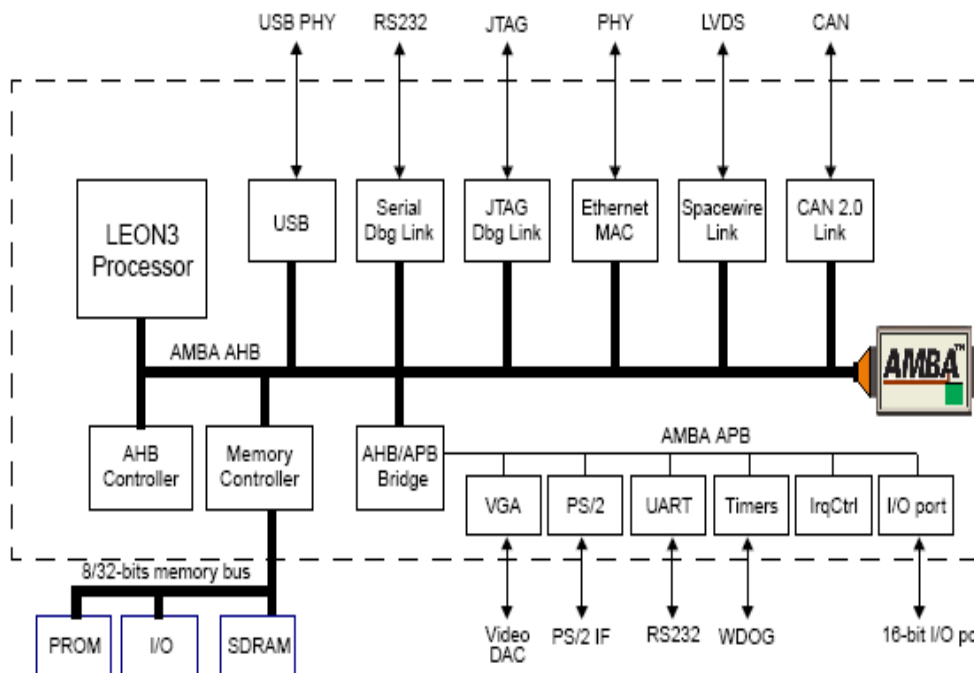 USB PHY RS232 JTAG PHY LVDS CAN
LEON3
Processor
USB
Serial
Dbg Link
JTAG
Dbg Link
Ethernet
MAC
Spacewire
Link
CAN 2.0
Link
AMBA AHB
AMBA™
AHB
Controller
Memory
Controller
AHB/APB
Bridge
AMBA APB
VGA
PS/2
UART
Timers
IrqCtrl
I/O port
8/32-bits memory bus
PROM
I/O
SDRAM
Video
DAC
PS/2 IF
RS232
WDOG
16-bit I/O po